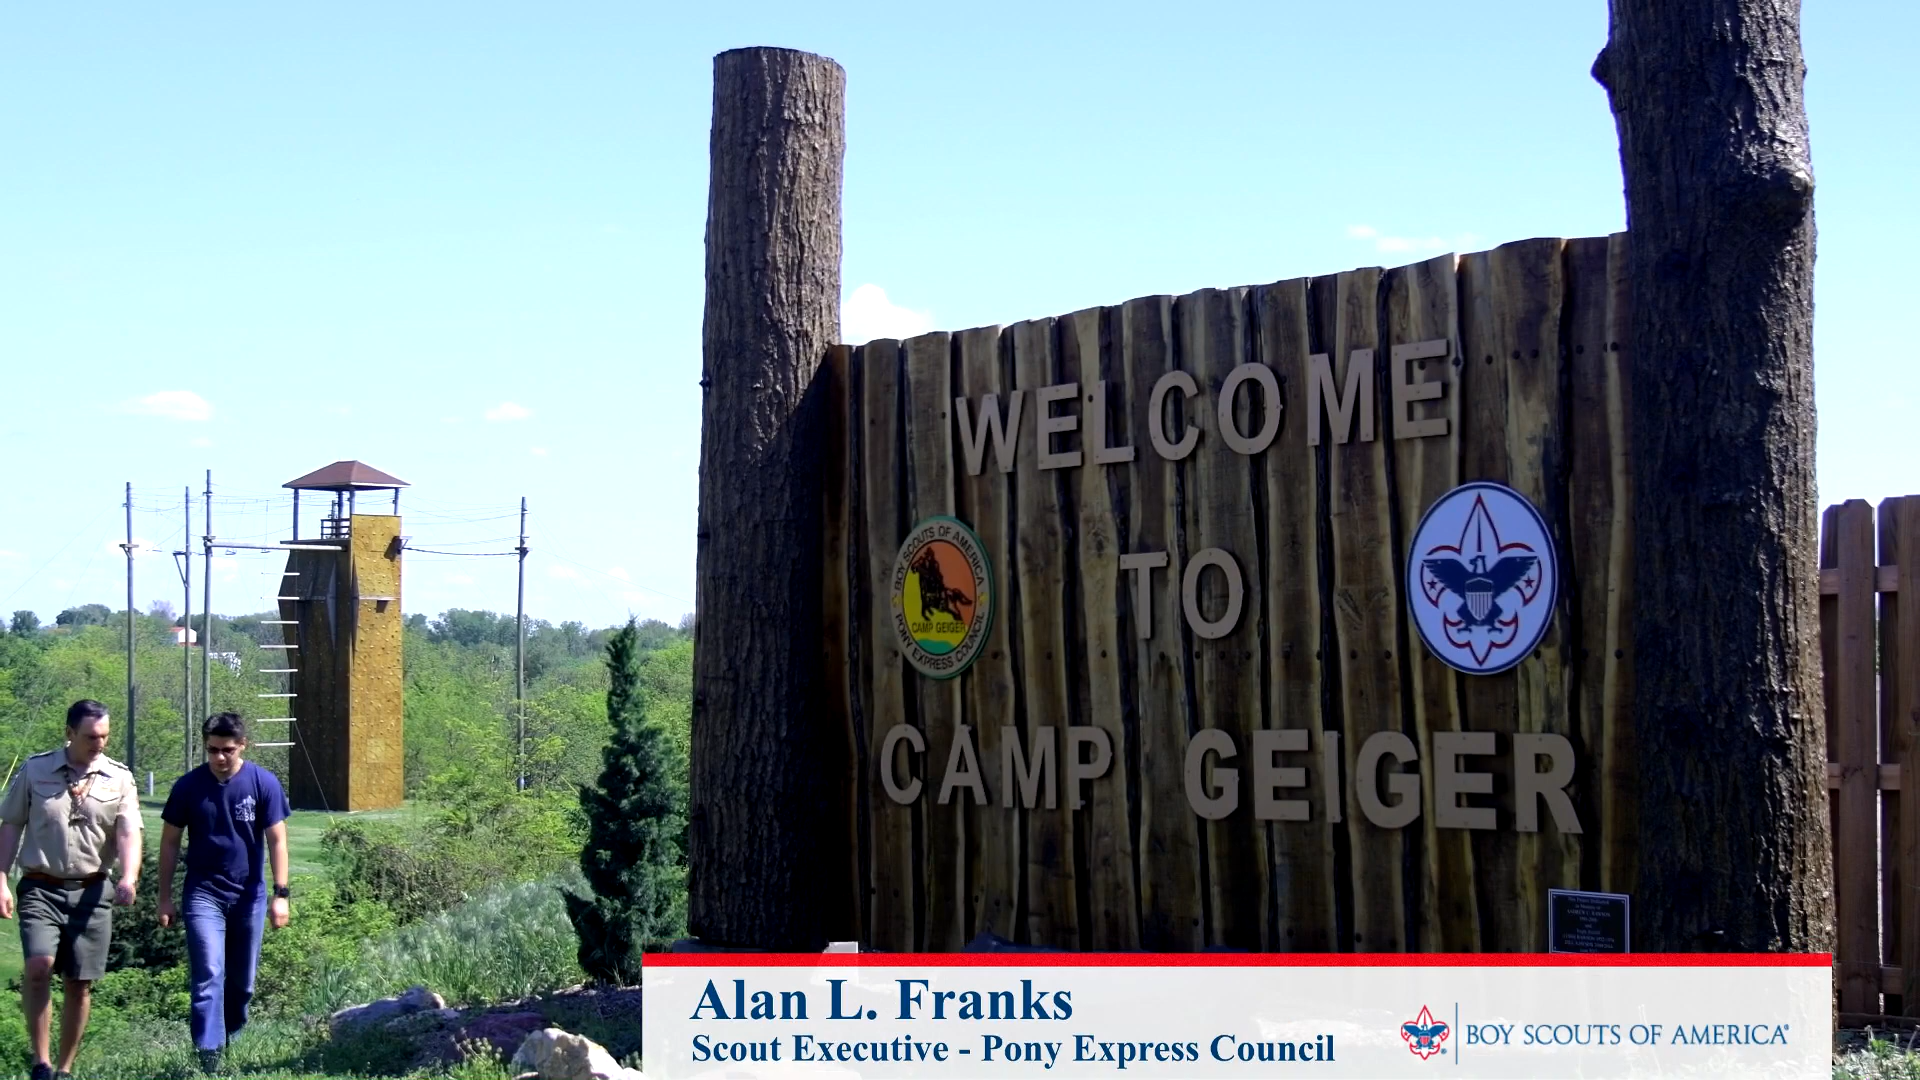 WELCOME
TO
CAMP GEIGER
BOY SCOUTS OF AMERICA
CAMP GEIGER
PONY EXPRESS COUNCIL
Alan L. Franks
Scout Executive - Pony Express Council
BOY SCOUTS OF AMERICA®